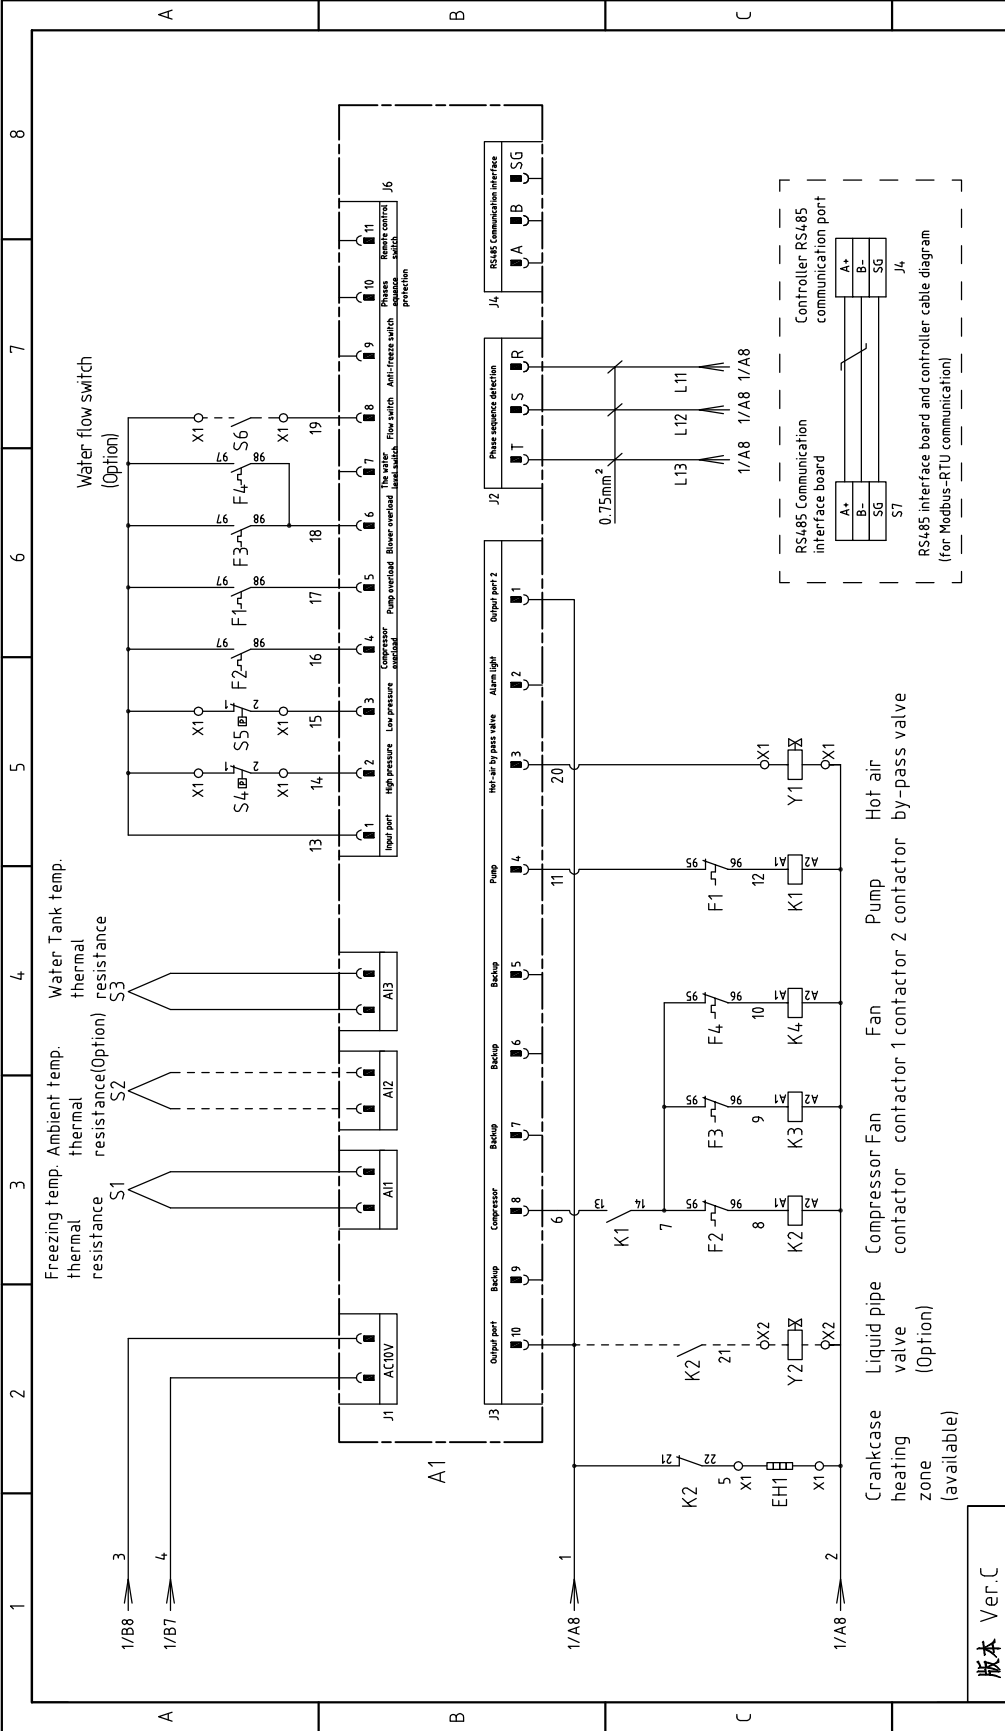 1
2
3
4
5
6
7
8
A
B
C
A
B
C
1/B8
3
1/B7
4
Freezing temp.
thermal
resistance
S1
Ambient temp.
thermal
resistance(Option)
S2
Water Tank temp.
thermal
resistance
S3
Water flow switch
(Option)
X1
X1
X1
S4
P
1
2
S5
P
1
2
F2
97
98
F1
97
98
F3
97
98
F4
97
98
S6
X1
X1
X1
13
14
15
16
17
18
19
J1
AC10V
AI1
AI2
AI3
1
2
3
4
5
6
7
8
9
10
11
J6
Input port
High pressure
Low pressure
Compressor
overload
Pump overload
Blower overload
The water
level switch
Flow switch
Anti-freeze switch
Phases
equence
protection
Remote control
switch
A1
J3
Output port
Backup
Compressor
Backup
Backup
Backup
Pump
Hot-air by pass valve
Alarm light
Output port 2
10
9
8
7
6
5
4
3
2
1
J2
Phase sequence detection
T
S
R
J4
RS485 Communication interface
A
B
SG
0.75mm²
L13
L12
L11
1/A8
1/A8
1/A8
1/A8
1
K2
21
22
5
X1
EH1
X1
K2
21
X2
Y2
X2
6
K1
13
14
7
F2
95
96
8
K2
A1
A2
F3
95
96
9
K3
A1
A2
F4
95
96
10
K4
A1
A2
11
F1
95
96
12
K1
A1
A2
20
X1
Y1
X1
1/A8
2
Crankcase
heating
zone
(available)
Liquid pipe
valve
(Option)
Compressor
contactor
Fan
contactor 1
Fan
contactor 2
Pump
contactor
Hot air
by-pass valve
RS485 Communication
interface board
Controller RS485
communication port
A+
B-
SG
S7
A+
B-
SG
J4
RS485 interface board and controller cable diagram
(for Modbus-RTU communication)
版本 Ver.C